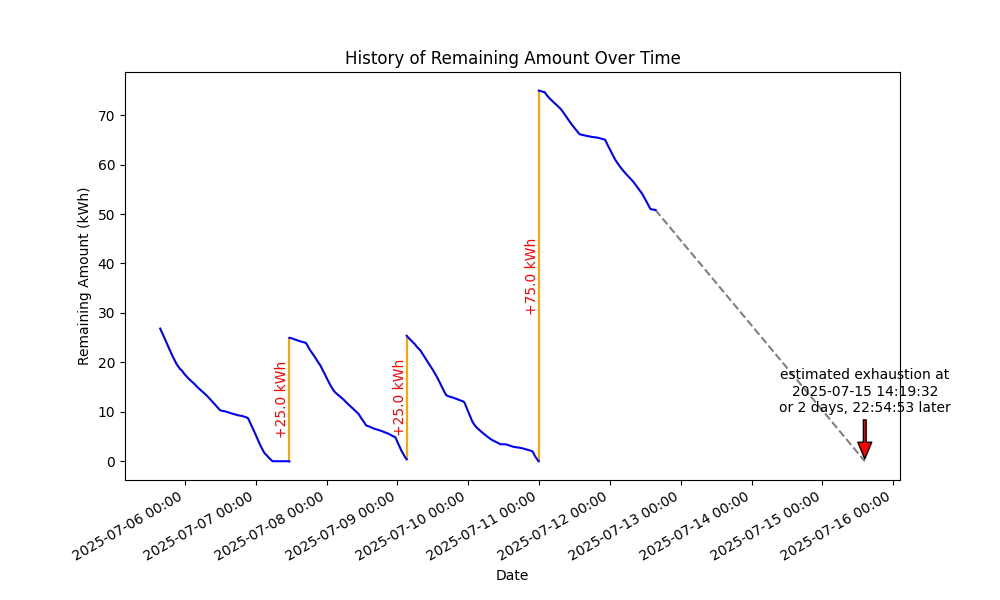 History of Remaining Amount Over Time
Remaining Amount (kWh)
70
60
50
40
30
20
10
0
+25.0 kWh
+25.0 kWh
+75.0 kWh
estimated exhaustion at
2025-07-15 14:19:32
or 2 days, 22:54:53 later
2025-07-06 00:00
2025-07-07 00:00
2025-07-08 00:00
2025-07-09 00:00
2025-07-10 00:00
2025-07-11 00:00
2025-07-12 00:00
2025-07-13 00:00
2025-07-14 00:00
2025-07-15 00:00
2025-07-16 00:00
Date